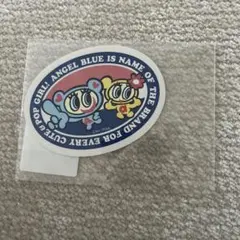 ANGEL BLUE IS NAME OF THE BRAND FOR EVERY CUTE & POP GIRL!